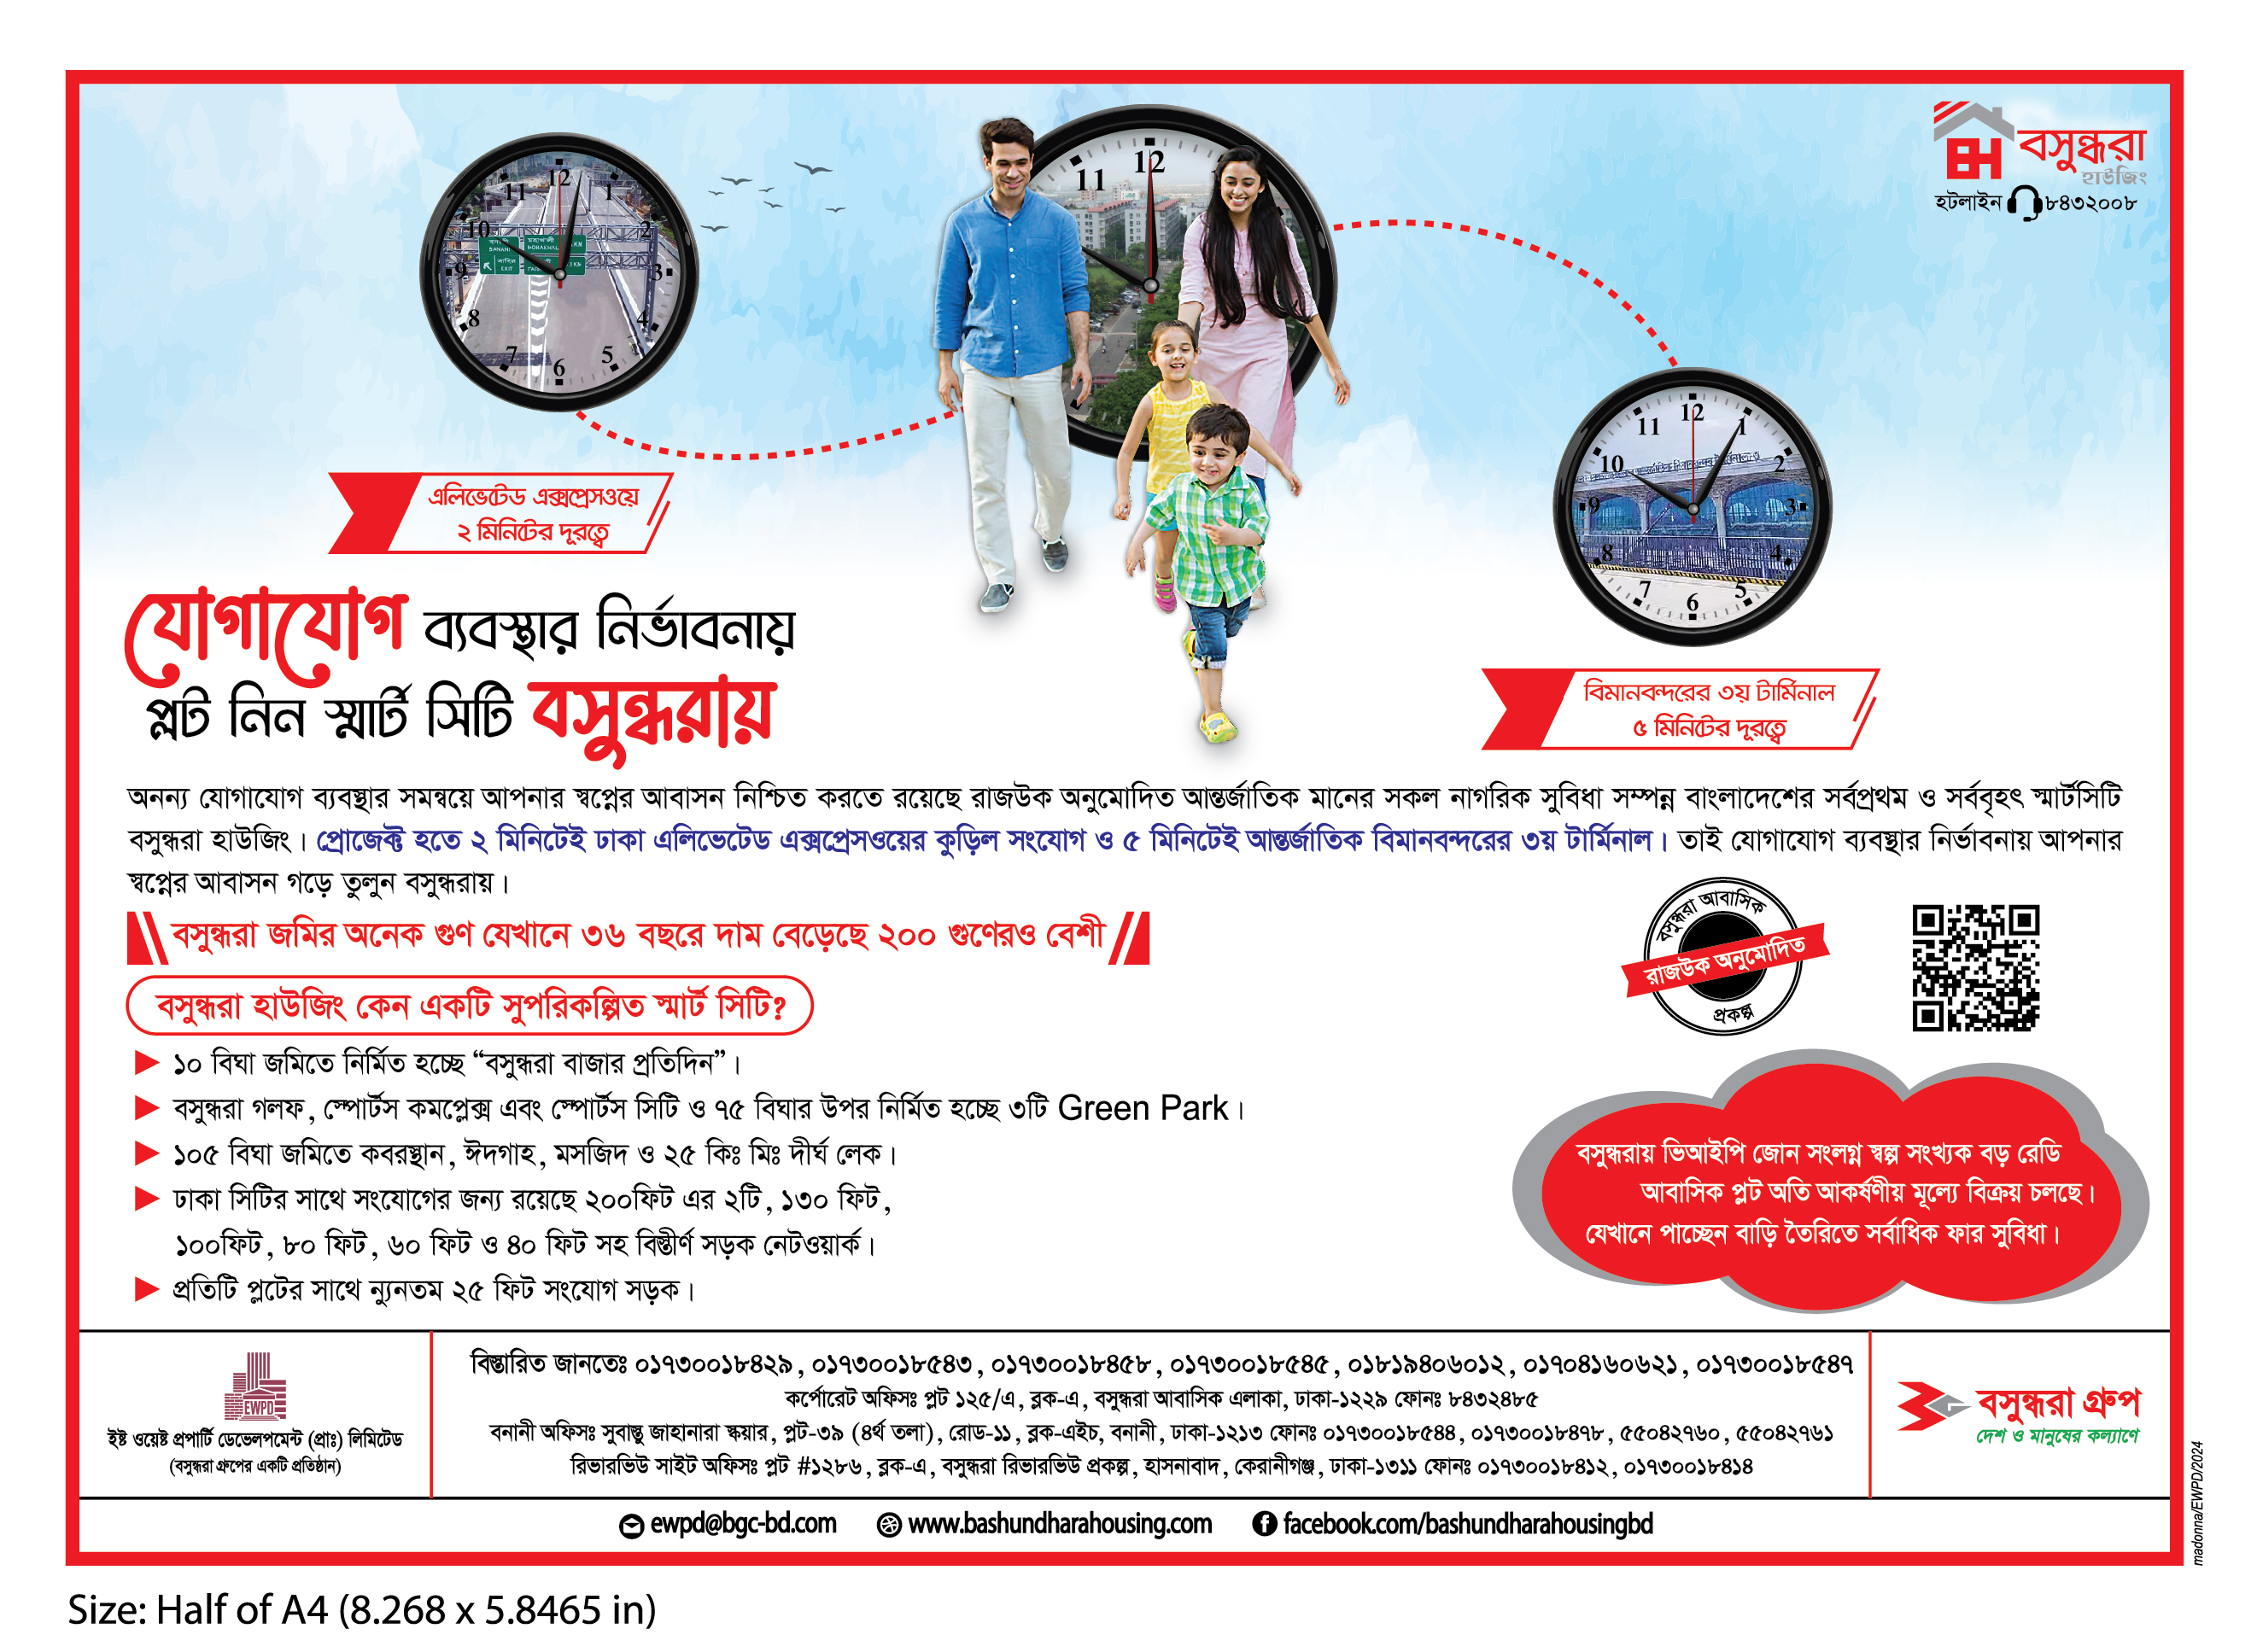 বসুন্ধরা
হাউজিং
হটলাইন ৮৪৩২০০৮
এলিভেটেড এক্সপ্রেসওয়ে
২ মিনিটের দূরত্বে
বিমানবন্দরের ৩য় টার্মিনাল
৫ মিনিটের দূরত্বে
যোগাযোগ ব্যবস্থার নির্ভাবনায়
প্লট নিন স্মার্ট সিটি বসুন্ধরায়
অনন্য যোগাযোগ ব্যবস্থার সমন্বয়ে আপনার স্বপ্নের আবাসন নিশ্চিত করতে রয়েছে রাজউক অনুমোদিত আন্তর্জাতিক মানের সকল নাগরিক সুবিধা সম্পন্ন বাংলাদেশের সর্বপ্রথম ও সর্ববৃহৎ স্মার্টসিটি
বসুন্ধরা হাউজিং। প্রোজেক্ট হতে ২ মিনিটেই ঢাকা এলিভেটেড এক্সপ্রেসওয়ের কুড়িল সংযোগ ও ৫ মিনিটেই আন্তর্জাতিক বিমানবন্দরের ৩য় টার্মিনাল। তাই যোগাযোগ ব্যবস্থার নির্ভাবনায় আপনার
স্বপ্নের আবাসন গড়ে তুলুন বসুন্ধরায়।
বসুন্ধরা জমির অনেক গুণ যেখানে ৩৬ বছরে দাম বেড়েছে ২০০ গুণেরও বেশী
বসুন্ধরা আবাসিক
রাজউক অনুমোদিত
প্রকল্প
বসুন্ধরা হাউজিং কেন একটি সুপরিকল্পিত স্মার্ট সিটি?
১০ বিঘা জমিতে নির্মিত হচ্ছে “বসুন্ধরা বাজার প্রতিদিন”।
বসুন্ধরা গলফ, স্পোর্টস কমপ্লেক্স এবং স্পোর্টস সিটি ও ৭৫ বিঘার উপর নির্মিত হচ্ছে ৩টি Green Park।
১০৫ বিঘা জমিতে কবরস্থান, ঈদগাহ, মসজিদ ও ২৫ কিঃ মিঃ দীর্ঘ লেক।
ঢাকা সিটির সাথে সংযোগের জন্য রয়েছে ২০০ফিট এর ২টি, ১৩০ ফিট,
১০০ফিট, ৮০ ফিট, ৬০ ফিট ও ৪০ ফিট সহ বিস্তীর্ণ সড়ক নেটওয়ার্ক।
প্রতিটি প্লটের সাথে ন্যুনতম ২৫ ফিট সংযোগ সড়ক।
বসুন্ধরায় ভিআইপি জোন সংলগ্ন স্বল্প সংখ্যক বড় রেডি
আবাসিক প্লট অতি আকর্ষণীয় মূল্যে বিক্রয় চলছে।
যেখানে পাচ্ছেন বাড়ি তৈরিতে সর্বাধিক ফার সুবিধা।
EWPD
ইষ্ট ওয়েষ্ট প্রপার্টি ডেভেলপমেন্ট (প্রাঃ) লিমিটেড
(বসুন্ধরা গ্রুপের একটি প্রতিষ্ঠান)
বিস্তারিত জানতেঃ ০১৭৩০০১৮৪২৯, ০১৭৩০০১৮৫৪৩, ০১৭৩০০১৮৪৫৮, ০১৭৩০০১৮৫৪৫, ০১৮১৯৪০৬০১২, ০১৭০৪১৬০৬২১, ০১৭৩০০১৮৫৪৭
কর্পোরেট অফিসঃ প্লট ১২৫/এ, ব্লক-এ, বসুন্ধরা আবাসিক এলাকা, ঢাকা-১২২৯ ফোনঃ ৮৪৩২৪৮৫
বনানী অফিসঃ সুবাস্তু জাহানারা স্কয়ার, প্লট-৩৯ (৪র্থ তলা), রোড-১১, ব্লক-এইচ, বনানী, ঢাকা-১২১৩ ফোনঃ ০১৭৩০০১৮৫৪৪, ০১৭৩০০১৮৪৭৮, ৫৫০৪২৭৬০, ৫৫০৪২৭৬১
রিভারভিউ সাইট অফিসঃ প্লট #১২৮৬, ব্লক-এ, বসুন্ধরা রিভারভিউ প্রকল্প, হাসনাবাদ, কেরানীগঞ্জ, ঢাকা-১৩১১ ফোনঃ ০১৭৩০০১৮৪১২, ০১৭৩০০১৮৪১৪
বসুন্ধরা গ্রুপ
দেশ ও মানুষের কল্যাণে
ewpd@bgc-bd.com www.bashundharahousing.com facebook.com/bashundharahousingbd
madonna/EWPD/2024
Size: Half of A4 (8.268 x 5.8465 in)